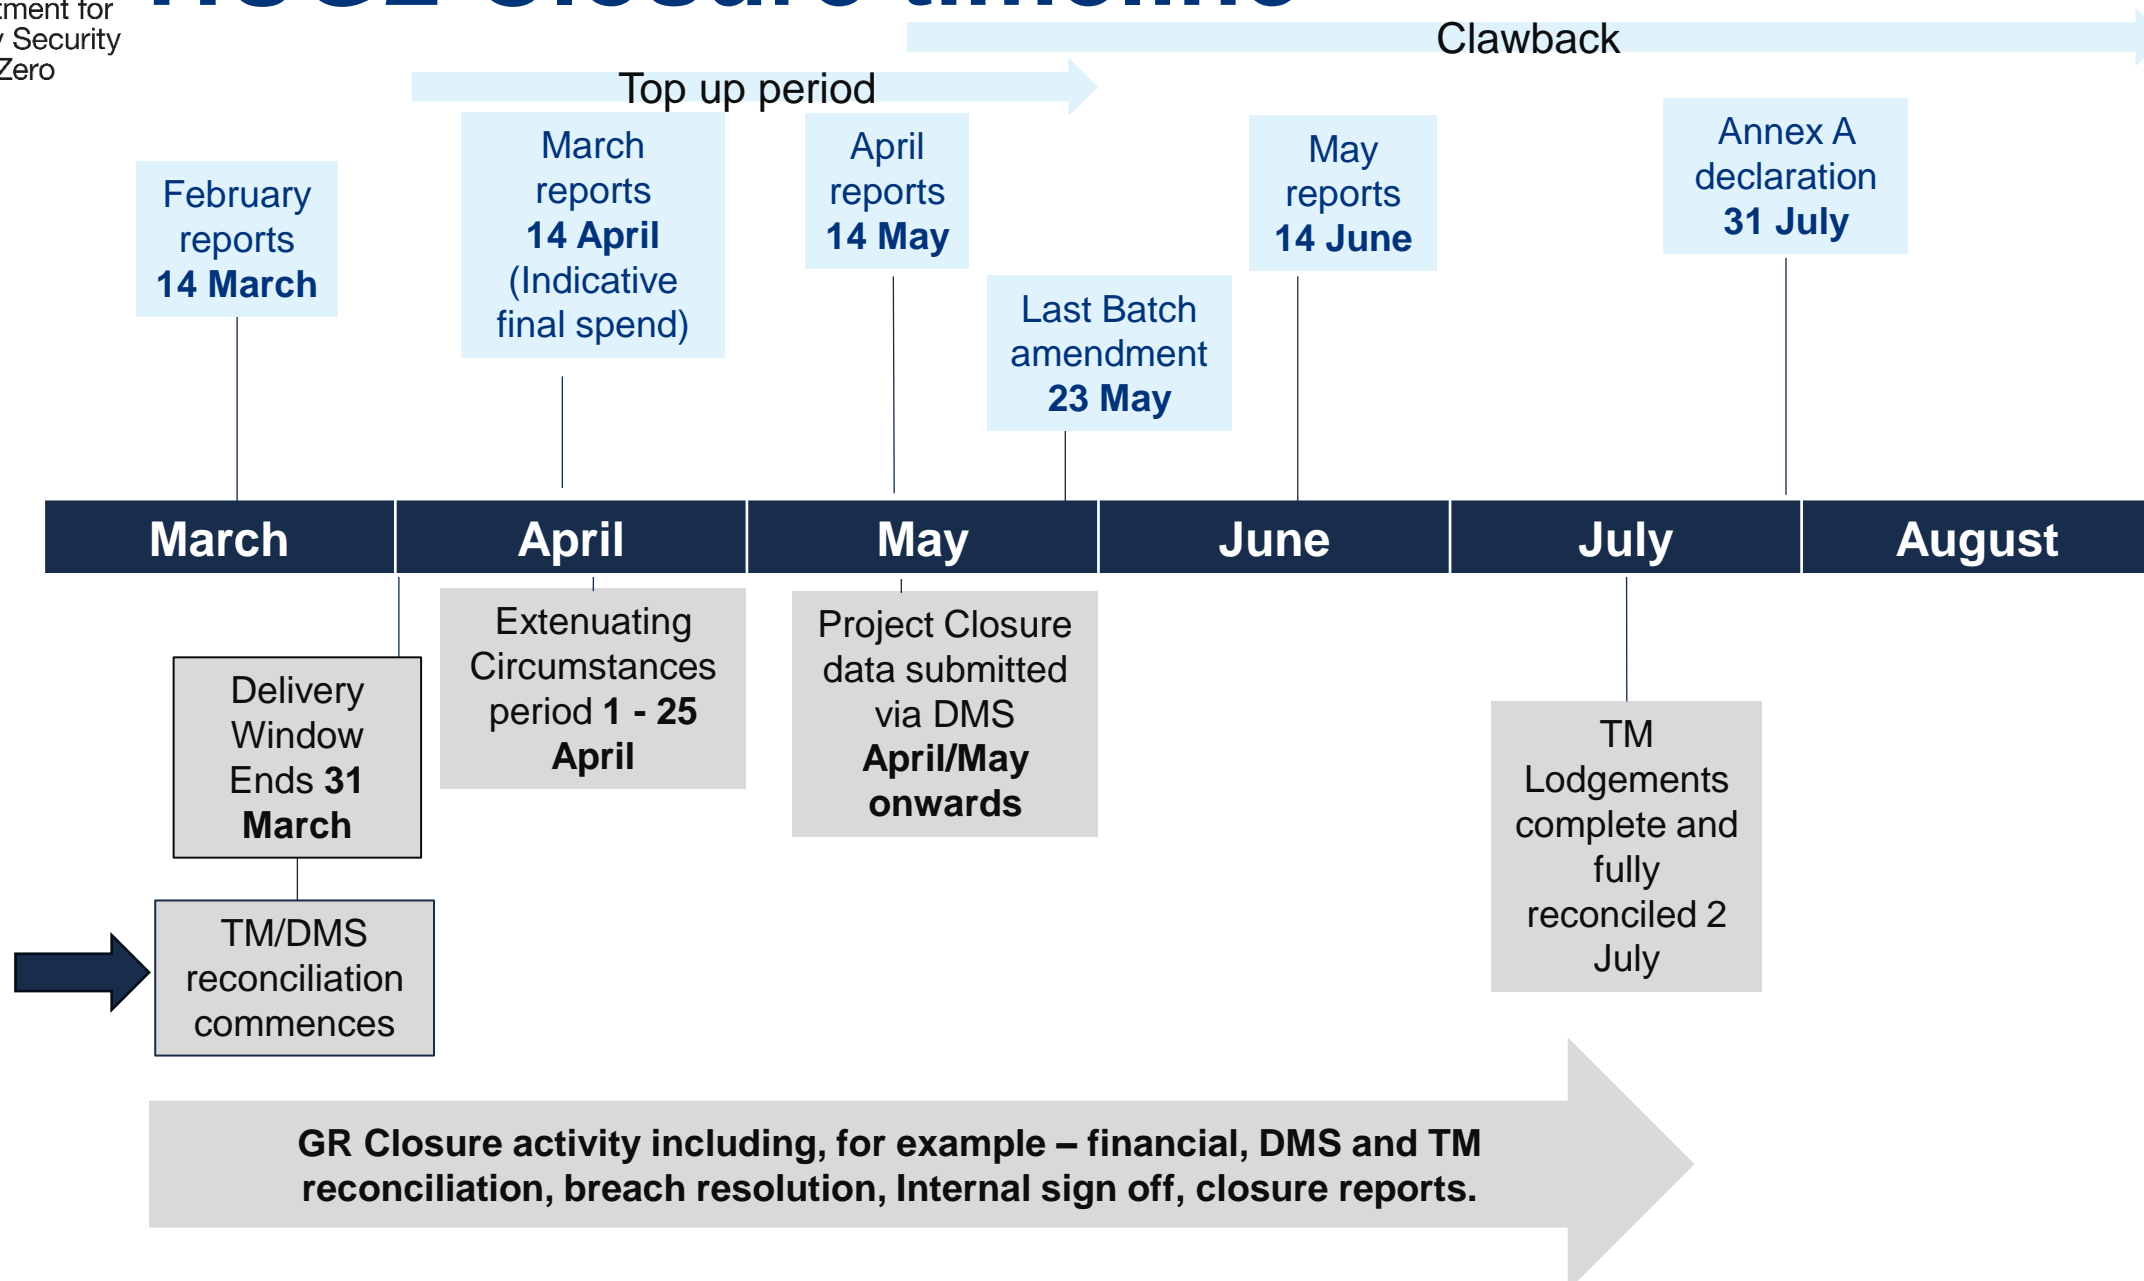 Security
Zero
Closure timeline
Clawback
Top up period
February
reports
14 March
March
reports
14 April
(Indicative
final spend)
April
reports
14 May
Last Batch
amendment
23 May
May
reports
14 June
Annex A
declaration
31 July
March
April
May
June
July
August
Delivery
Window
Ends 31
March
TM/DMS
reconciliation
commences
Extenuating
Circumstances
period 1 - 25
April
Project Closure
data submitted
via DMS
April/May
onwards
TM
Lodgements
complete and
fully
reconciled 2
July
GR Closure activity including, for example – financial, DMS and TM
reconciliation, breach resolution, Internal sign off, closure reports.